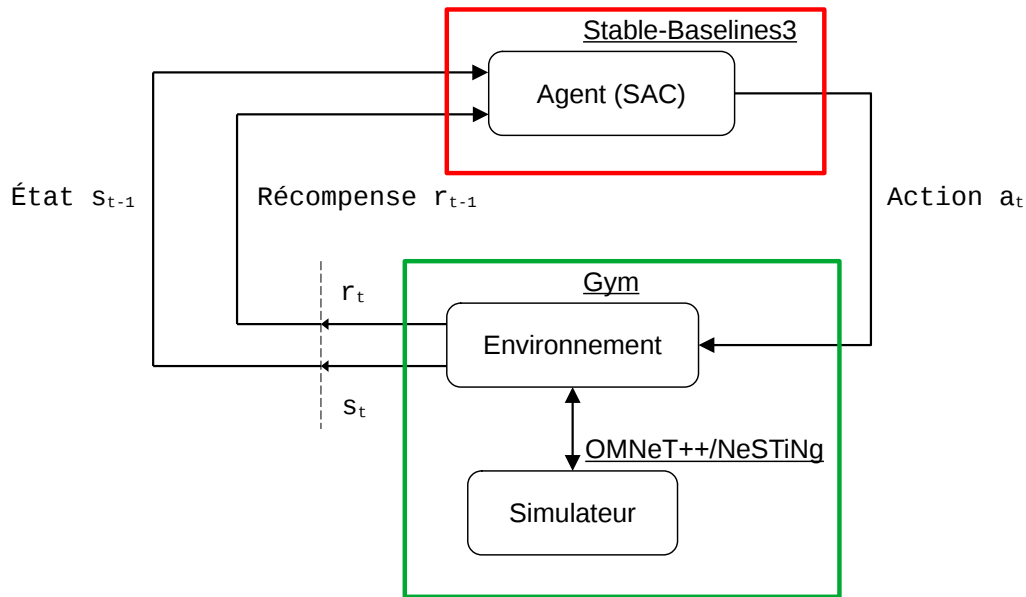 Stable-Baselines3
Agent (SAC)
État sₜ₋₁
Récompense rₜ₋₁
Action aₜ
Gym
rₜ
Environnement
sₜ
OMNeT++/NeSTiNg
Simulateur